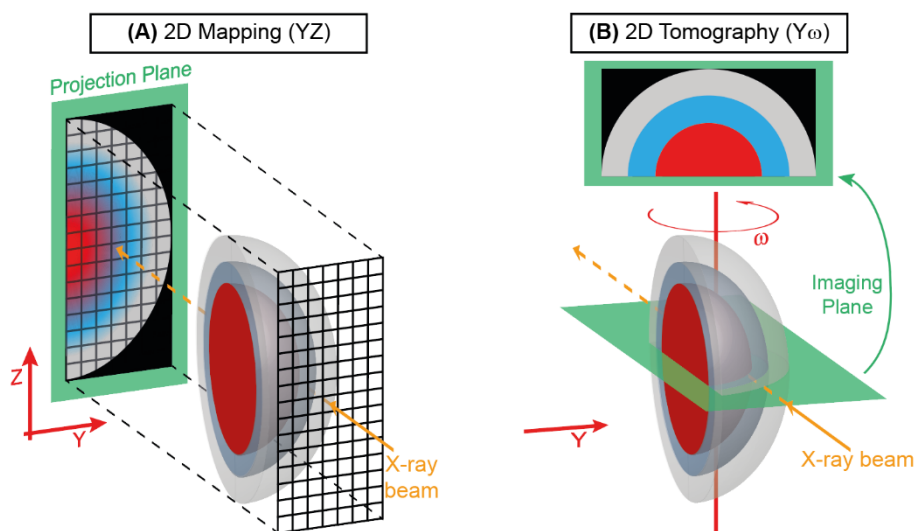 (A) 2D Mapping (YZ)
Projection Plane
Z
Y
X-ray
beam
(B) 2D Tomography (Yω)
ω
Imaging
Plane
Y
X-ray beam